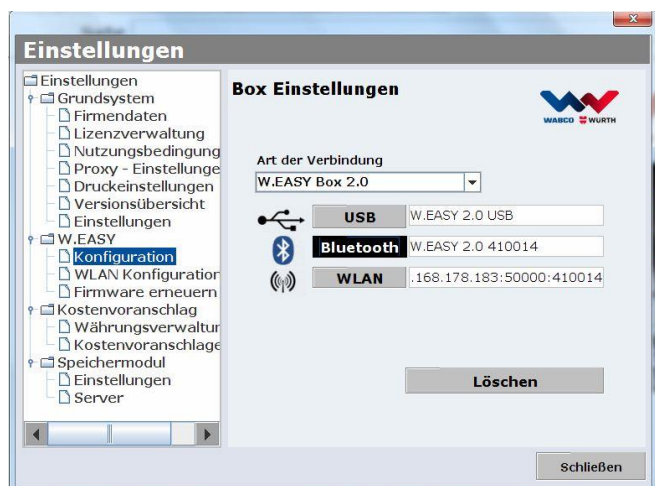 Einstellungen
Einstellungen
Grundsystem
Firmendaten
Lizenzverwaltung
Nutzungsbedingung
Proxy - Einstellunge
Druckeinstellungen
Versionsübersicht
Einstellungen
W.EASY
Konfiguration
WLAN Konfiguration
Firmware erneuern
Kostenvoranschlag
Währungsverwaltur
Kostenvoranschlage
Speichermodul
Einstellungen
Server
Box Einstellungen
WABCO WURTH
Art der Verbindung
W.EASY Box 2.0
USB W.EASY 2.0 USB
Bluetooth W.EASY 2.0 410014
WLAN .168.178.183:50000:410014
Löschen
Schließen